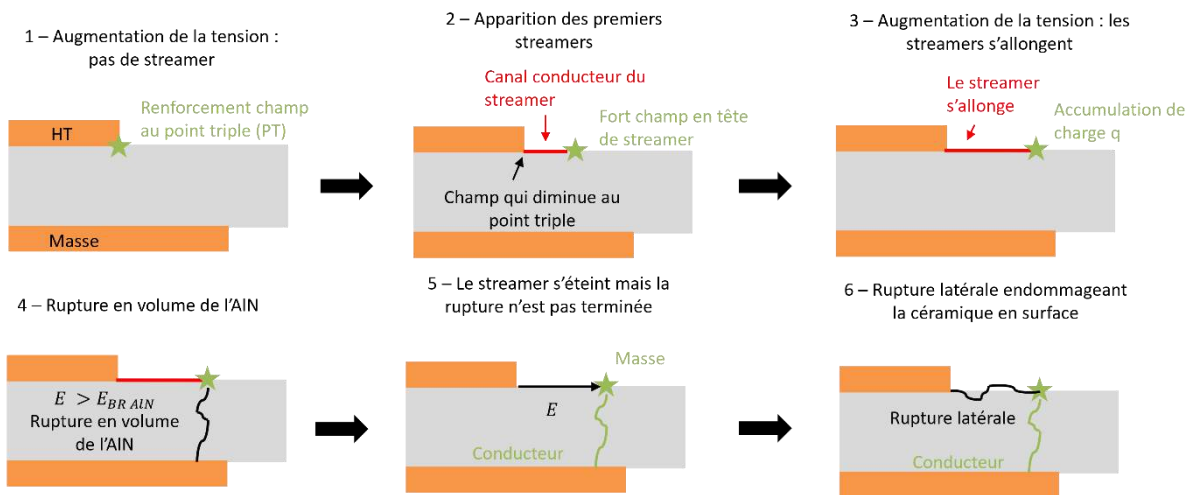 1 – Augmentation de la tension :
pas de streamer
Renforcement champ
au point triple (PT)
HT
Masse
2 – Apparition des premiers
streamers
Canal conducteur du
streamer
Fort champ en tête
de streamer
Champ qui diminue au
point triple
3 – Augmentation de la tension : les
streamers s’allongent
Le streamer
s’allonge
Accumulation de
charge q
4 – Rupture en volume de l’AlN
E > E_BR AlN
Rupture en volume
de l’AlN
5 – Le streamer s’éteint mais la
rupture n’est pas terminée
Masse
E
Conducteur
6 – Rupture latérale endommageant
la céramique en surface
Rupture latérale
Conducteur